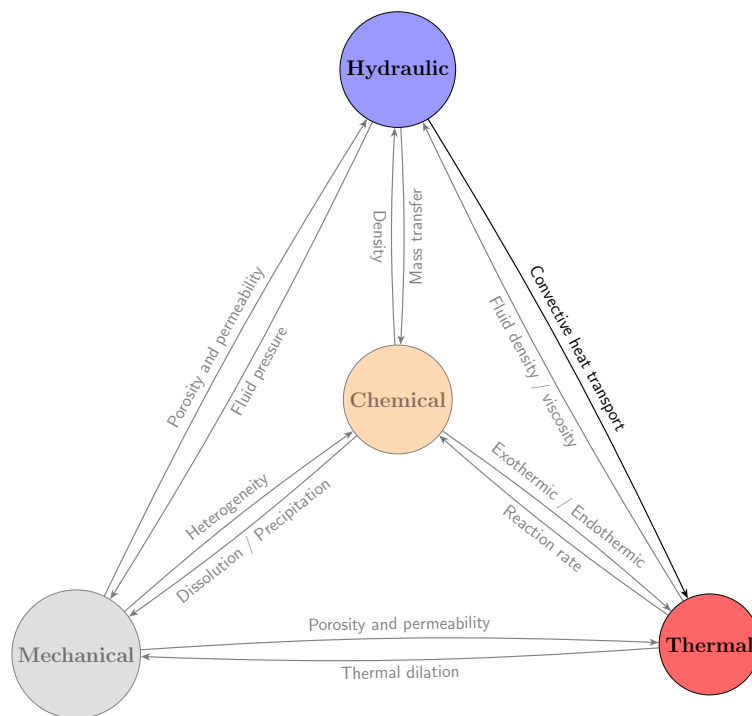 Hydraulic
Density
Mass transfer
Porosity and permeability
Fluid pressure
Convective heat transport
Fluid density / viscosity
Chemical
Heterogeneity
Dissolution / Precipitation
Exothermic / Endothermic
Reaction rate
Mechanical
Porosity and permeability
Thermal dilation
Thermal